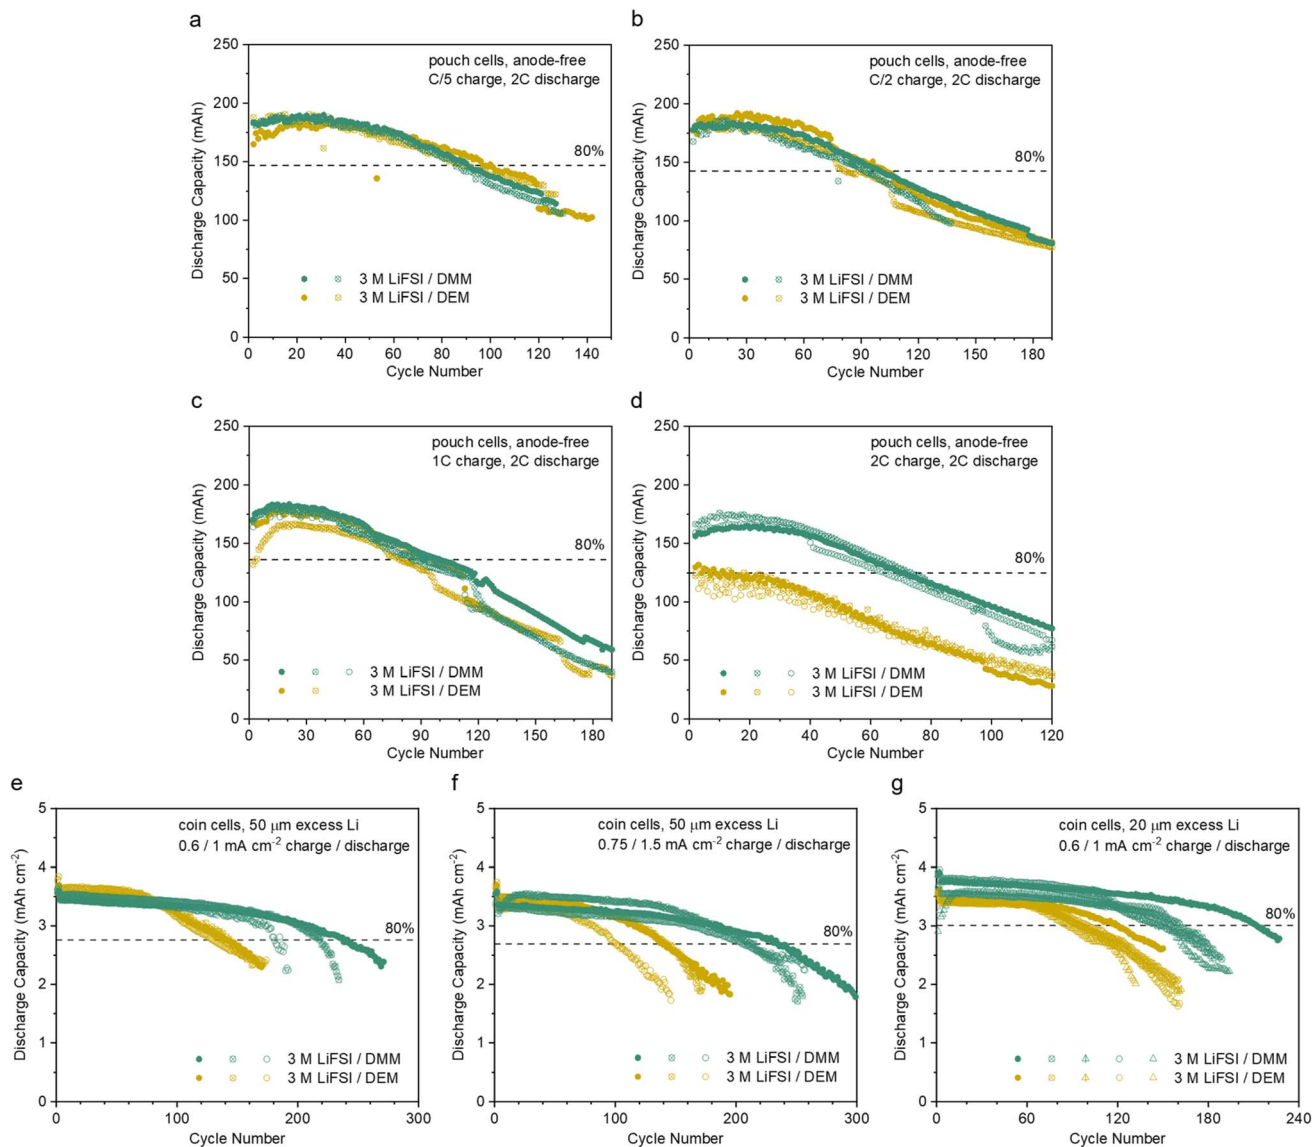 a
250
200
150
100
50
0
Discharge Capacity (mAh)
pouch cells, anode-free
C/5 charge, 2C discharge
80%
3 M LiFSI / DMM
3 M LiFSI / DEM
0 20 40 60 80 100 120 140
Cycle Number
b
250
200
150
100
50
0
Discharge Capacity (mAh)
pouch cells, anode-free
C/2 charge, 2C discharge
80%
3 M LiFSI / DMM
3 M LiFSI / DEM
0 30 60 90 120 150 180
Cycle Number
c
250
200
150
100
50
0
Discharge Capacity (mAh)
pouch cells, anode-free
1C charge, 2C discharge
80%
3 M LiFSI / DMM
3 M LiFSI / DEM
0 30 60 90 120 150 180
Cycle Number
d
250
200
150
100
50
0
Discharge Capacity (mAh)
pouch cells, anode-free
2C charge, 2C discharge
80%
3 M LiFSI / DMM
3 M LiFSI / DEM
0 20 40 60 80 100 120
Cycle Number
e
5
4
3
2
1
0
Discharge Capacity (mAh cm⁻²)
coin cells, 50 μm excess Li
0.6 / 1 mA cm⁻² charge / discharge
80%
3 M LiFSI / DMM
3 M LiFSI / DEM
0 100 200 300
Cycle Number
f
5
4
3
2
1
0
Discharge Capacity (mAh cm⁻²)
coin cells, 50 μm excess Li
0.75 / 1.5 mA cm⁻² charge / discharge
80%
3 M LiFSI / DMM
3 M LiFSI / DEM
0 100 200 300
Cycle Number
g
5
4
3
2
1
0
Discharge Capacity (mAh cm⁻²)
coin cells, 20 μm excess Li
0.6 / 1 mA cm⁻² charge / discharge
80%
3 M LiFSI / DMM
3 M LiFSI / DEM
0 60 120 180 240
Cycle Number